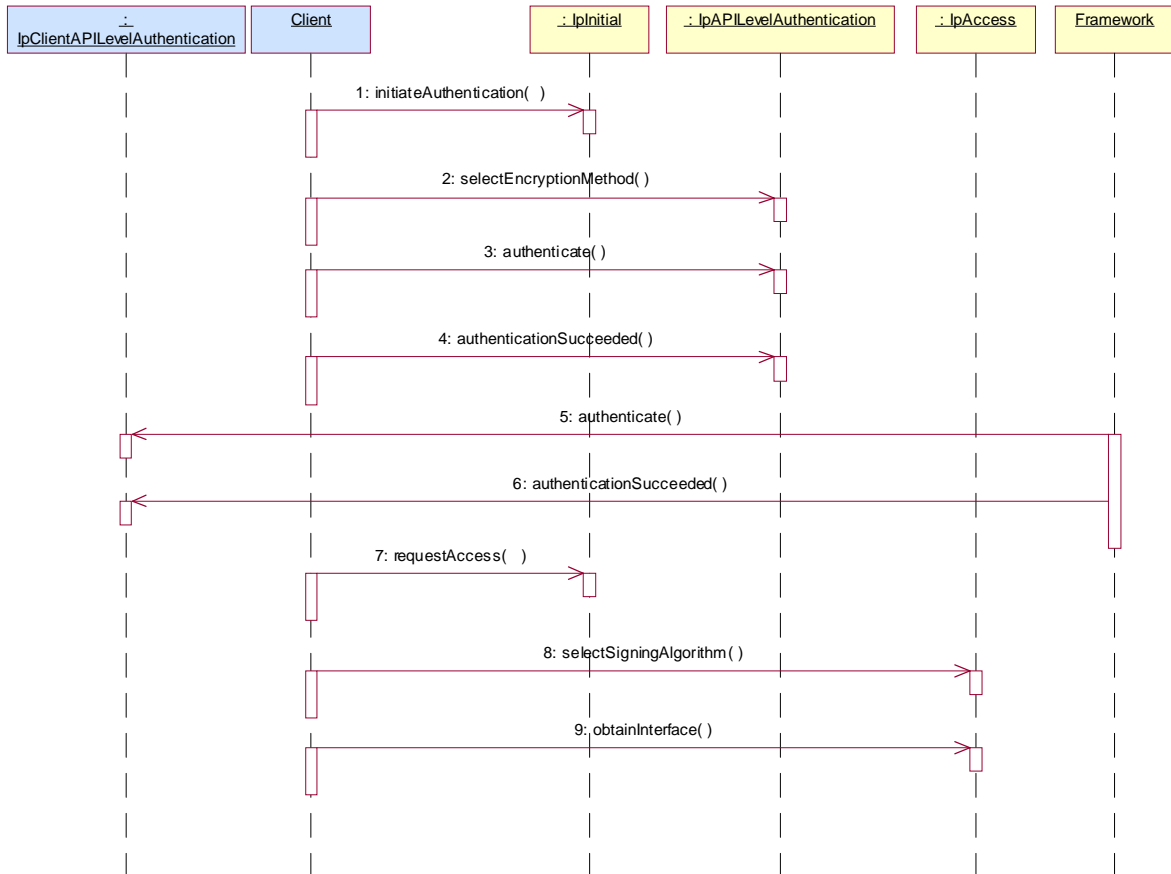 :
IpClientAPILevelAuthentication
Client
: IpInitial
: IpAPILevelAuthentication
: IpAccess
Framework
1: initiateAuthentication( )
2: selectEncryptionMethod( )
3: authenticate( )
4: authenticationSucceeded( )
5: authenticate( )
6: authenticationSucceeded( )
7: requestAccess( )
8: selectSigningAlgorithm( )
9: obtainInterface( )